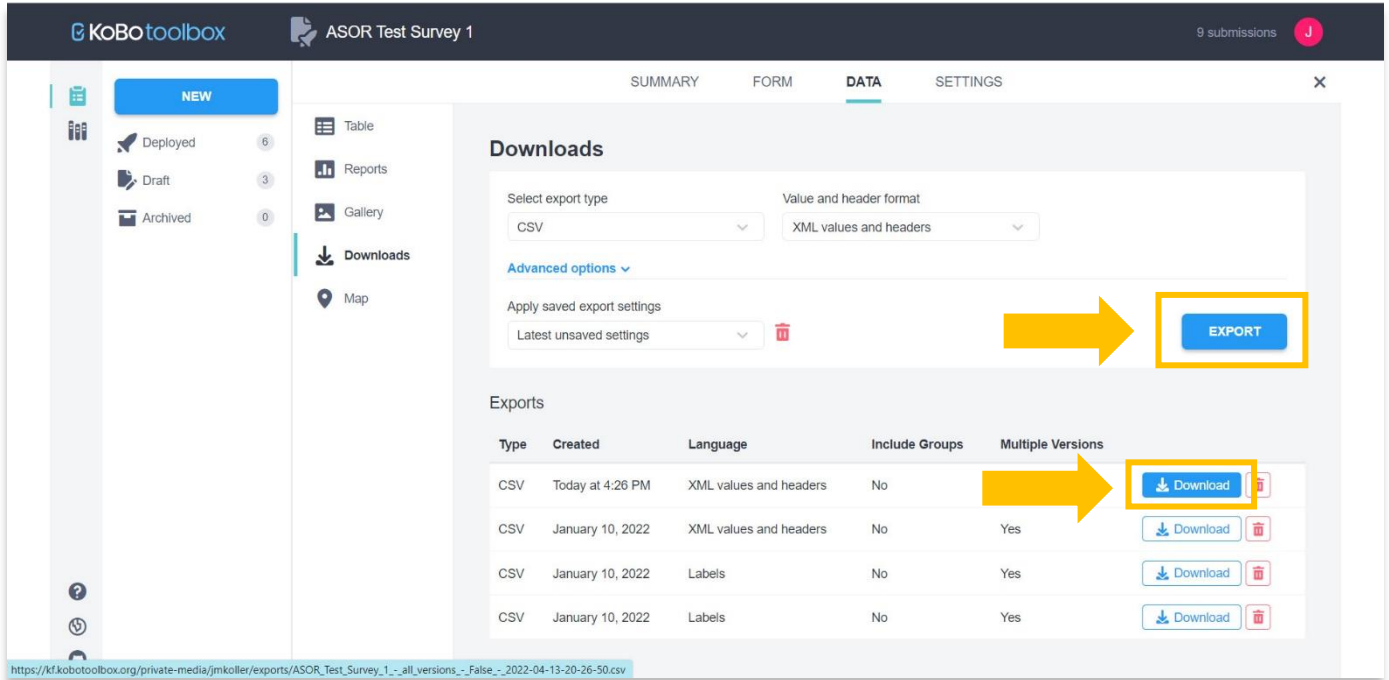 KoBotoolbox
ASOR Test Survey 1
9 submissions
J
SUMMARY FORM DATA SETTINGS
NEW
Deployed 6
Draft 3
Archived 0
Table
Reports
Gallery
Downloads
Map
Downloads
Select export type
Value and header format
CSV
XML values and headers
Advanced options
Apply saved export settings
Latest unsaved settings
EXPORT
Exports
Type Created Language Include Groups Multiple Versions
CSV Today at 4:26 PM XML values and headers No Download
CSV January 10, 2022 XML values and headers No Yes Download
CSV January 10, 2022 Labels No Yes Download
CSV January 10, 2022 Labels No Yes Download
https://kf.kobotoolbox.org/private-media/jmkoller/exports/ASOR_Test_Survey_1_-_all_versions_-_False_-_2022-04-13-20-26-50.csv